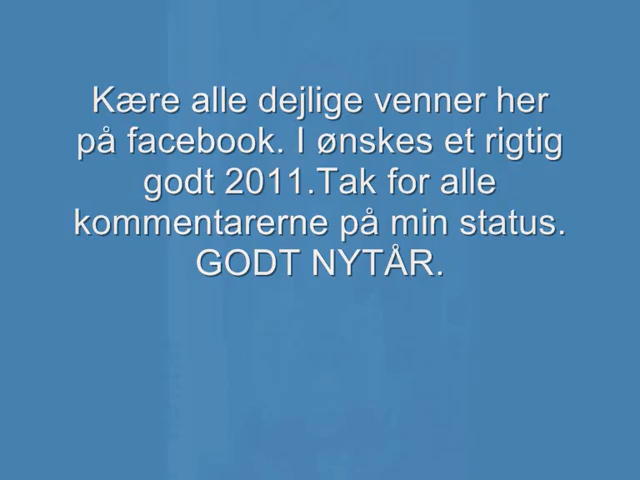 Kære alle dejlige venner her
på facebook. I ønskes et rigtig
godt 2011.Tak for alle
kommentarerne på min status.
GODT NYTÅR.